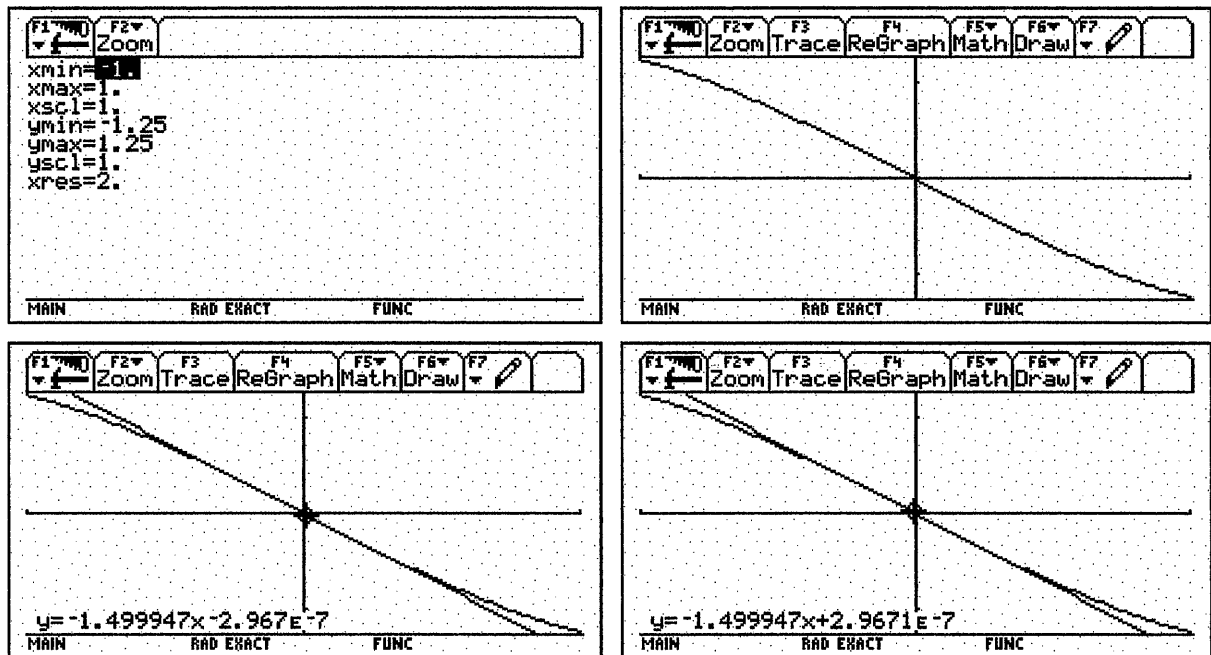 F1 F2
Zoom
xmin=-1.
xmax=1.
xscl=1.
ymin=-1.25
ymax=1.25
yscl=1.
xres=2.
MAIN RAD EXACT FUNC
F1 F2 F3 F4 F5 F6 F7
Zoom Trace ReGraph Math Draw
MAIN RAD EXACT FUNC
F1 F2 F3 F4 F5 F6 F7
Zoom Trace ReGraph Math Draw
y=-1.499947x-2.967E-7
MAIN RAD EXACT FUNC
F1 F2 F3 F4 F5 F6 F7
Zoom Trace ReGraph Math Draw
y=-1.499947x+2.9671E-7
MAIN RAD EXACT FUNC